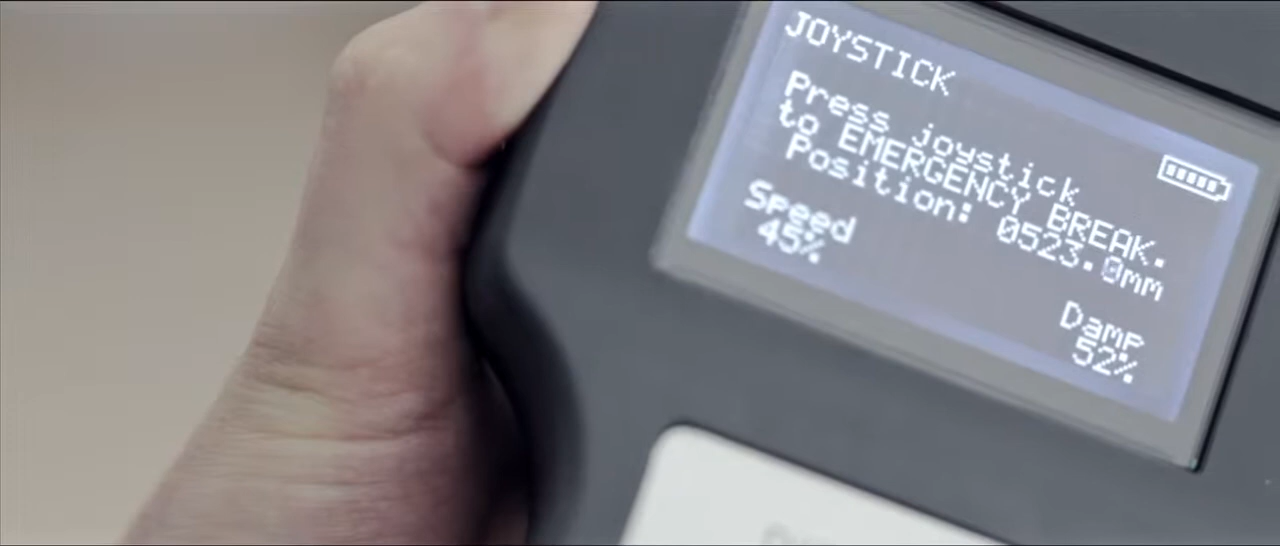 JOYSTICK
Press joystick
to EMERGENCY BREAK.
Position: 0523.0mm
Speed
45%
Damp
52%